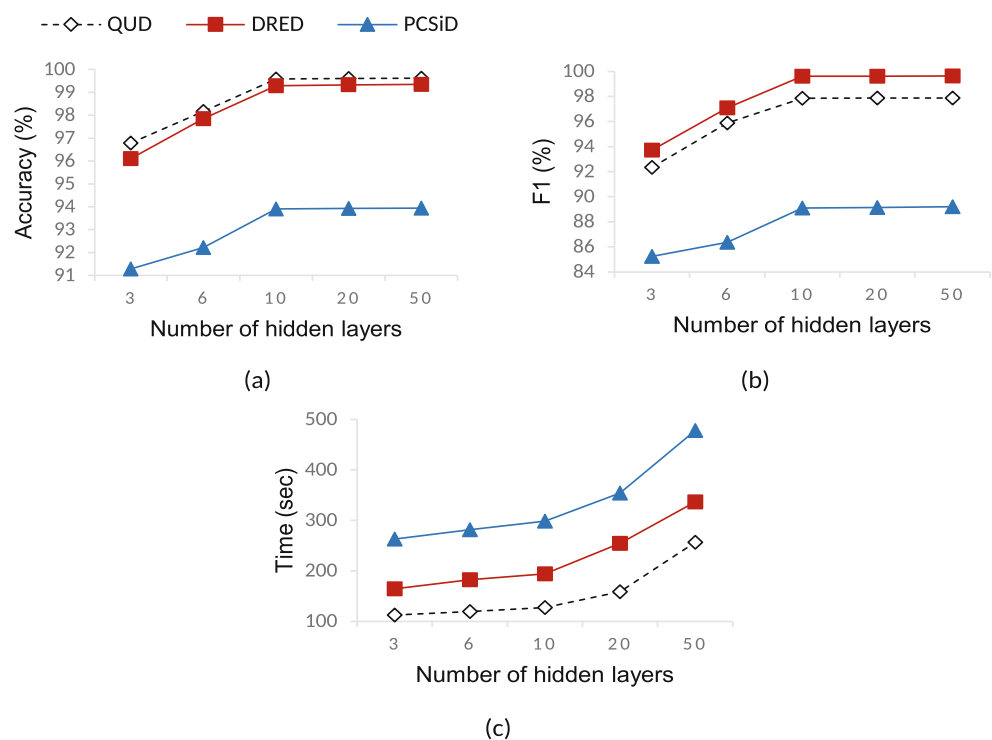 QUD DRED PCSiD
Accuracy (%)
100
99
98
97
96
95
94
93
92
91
3 6 10 20 50
Number of hidden layers
(a)
F1 (%)
100
98
96
94
92
90
88
86
84
3 6 10 20 50
Number of hidden layers
(b)
Time (sec)
500
400
300
200
100
3 6 10 20 50
Number of hidden layers
(c)